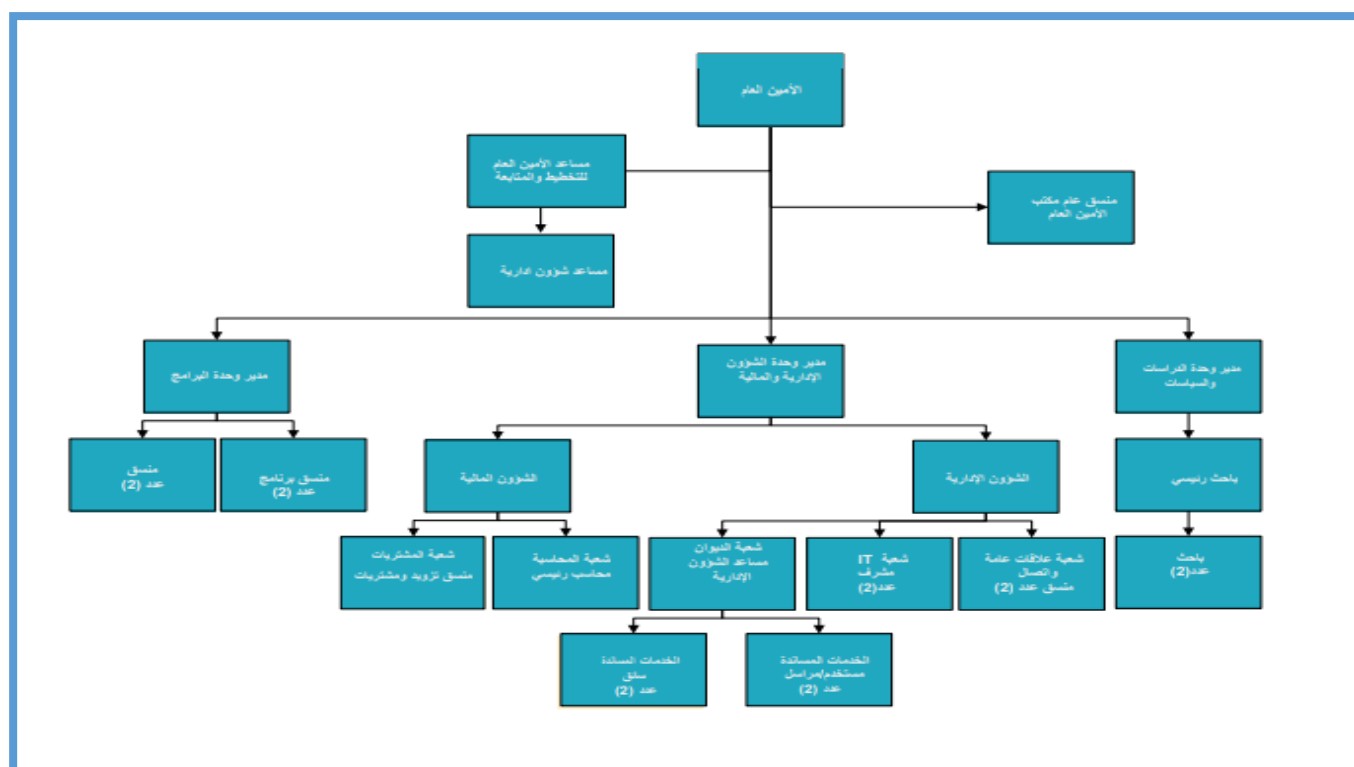 الأمين العام
مساعد الأمين العام
للتخطيط والمتابعة
منسق عام مكتب
الأمين العام
مساعد شؤون ادارية
مدير وحدة الدراسات
والسياسات
مدير وحدة الشؤون
الإدارية والمالية
مدير وحدة البرامج
باحث رئيسي
الشؤون الإدارية
الشؤون المالية
منسق برنامج
عدد (2)
منسق
عدد (2)
باحث
عدد(2)
شعبة علاقات عامة
واتصال
منسق عدد (2)
شعبة IT
مشرف
عدد(2)
شعبة الديوان
مساعد الشؤون
الإدارية
شعبة المحاسبة
محاسب رئيسي
شعبة المشتريات
منسق تزويد ومشتريات
الخدمات المساندة
مستخدم/مراسل
عدد (2)
الخدمات المساندة
سائق
عدد (2)